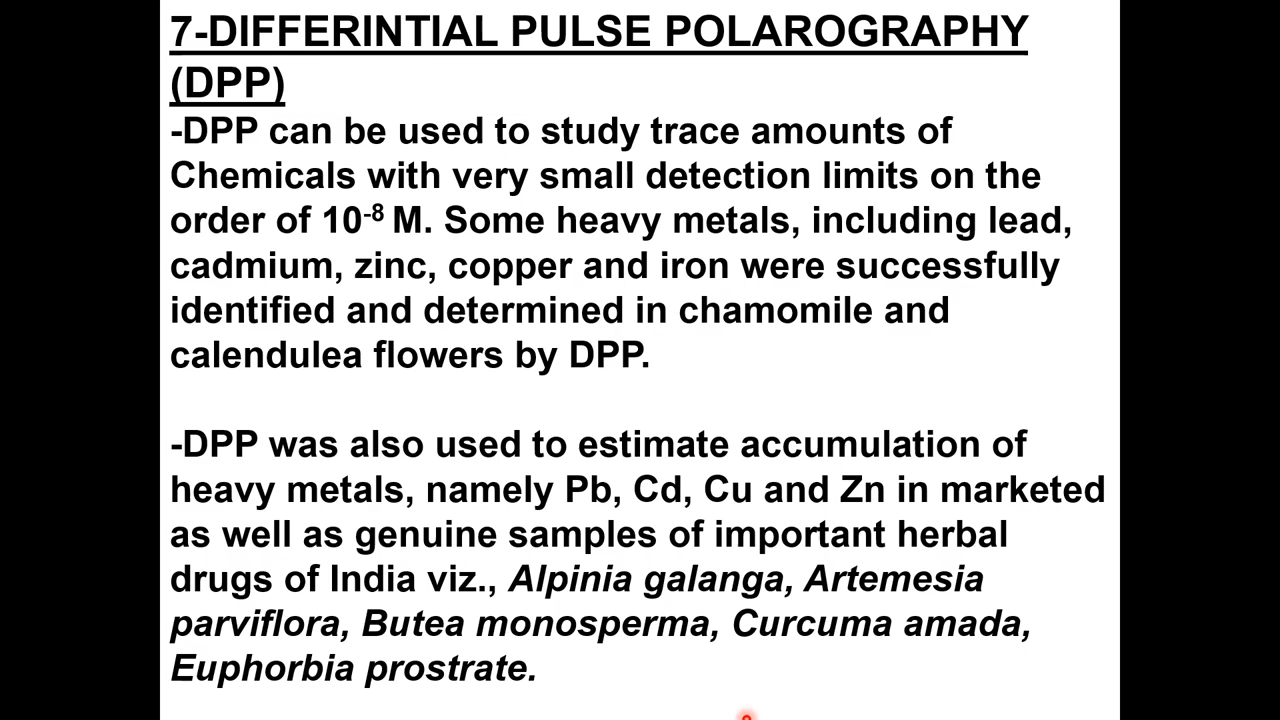 7-DIFFERINTIAL PULSE POLAROGRAPHY
(DPP)
-DPP can be used to study trace amounts of
Chemicals with very small detection limits on the
order of 10⁻⁸ M. Some heavy metals, including lead,
cadmium, zinc, copper and iron were successfully
identified and determined in chamomile and
calendulea flowers by DPP.
-DPP was also used to estimate accumulation of
heavy metals, namely Pb, Cd, Cu and Zn in marketed
as well as genuine samples of important herbal
drugs of India viz., Alpinia galanga, Artemesia
parviflora, Butea monosperma, Curcuma amada,
Euphorbia prostrate.